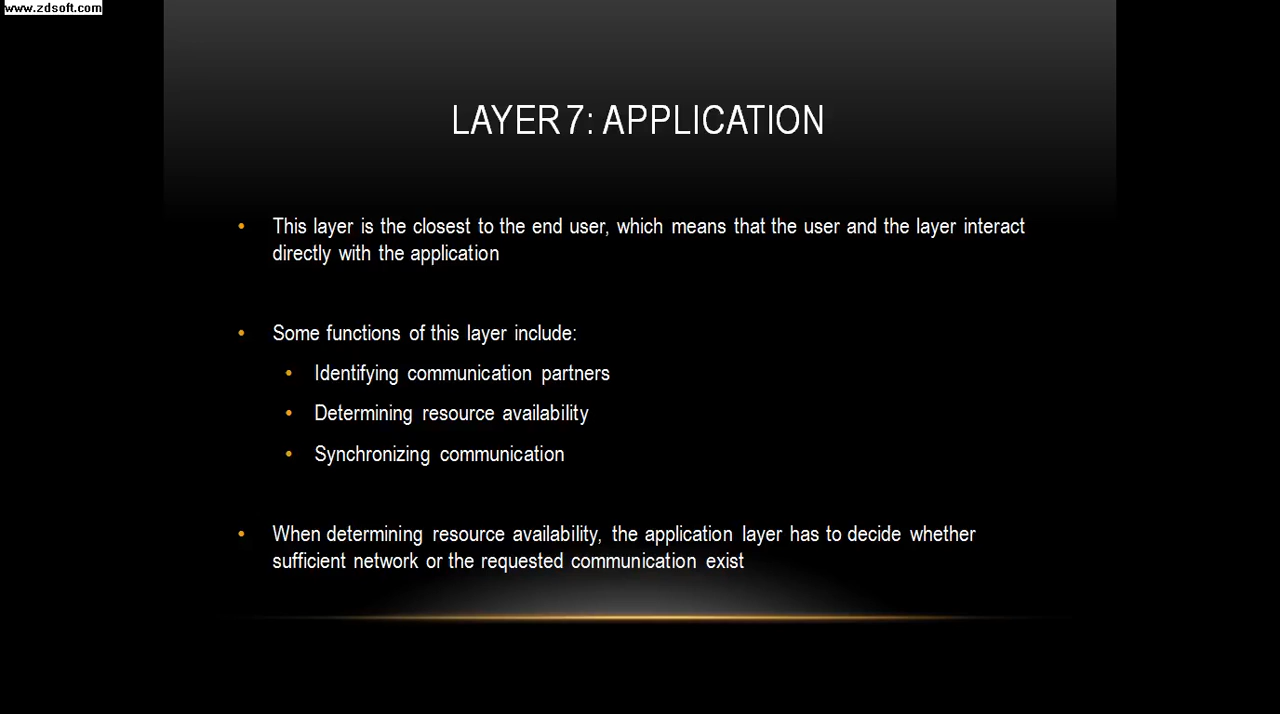 www.zdsoft.com
LAYER 7: APPLICATION
• This layer is the closest to the end user, which means that the user and the layer interact
directly with the application
• Some functions of this layer include:
• Identifying communication partners
• Determining resource availability
• Synchronizing communication
• When determining resource availability, the application layer has to decide whether
sufficient network or the requested communication exist